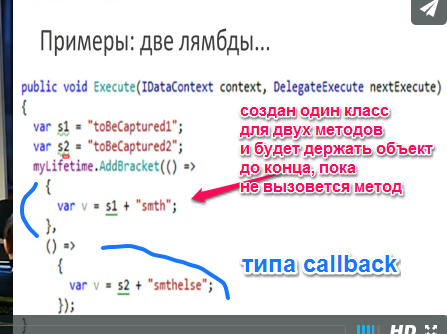 Примеры: две лямбды...
public void Execute(IDataContext context, DelegateExecute nextExecute)
{
var s1 = "toBeCaptured1";
var s2 = "toBeCaptured2";
myLifetime.AddBracket(() =>
{
var v = s1 + "smth";
},
() =>
{
var v = s2 + "smthelse";
});
создан один класс
для двух методов
и будет держать объект
до конца, пока
не вызовется метод
типа callback
HD